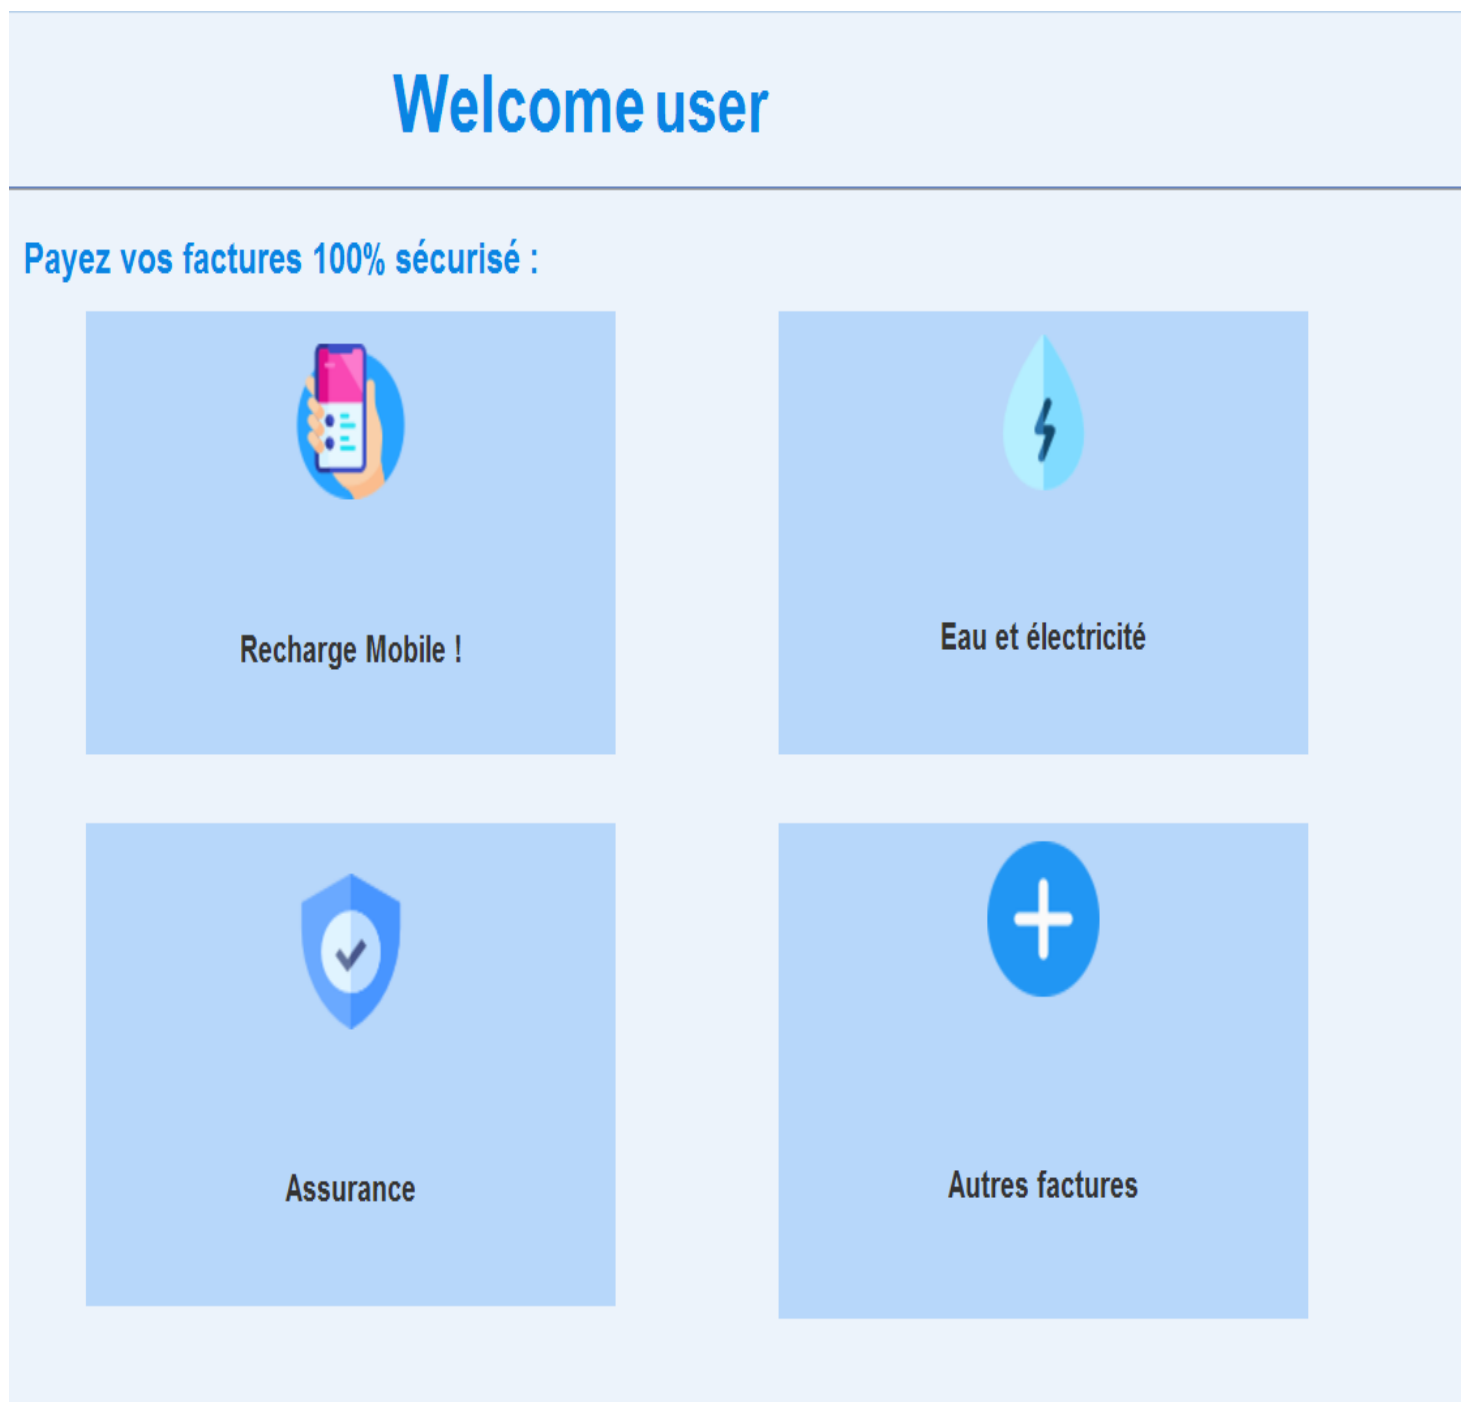 Welcome user
Payez vos factures 100% sécurisé :
Recharge Mobile !
Eau et électricité
Assurance
Autres factures